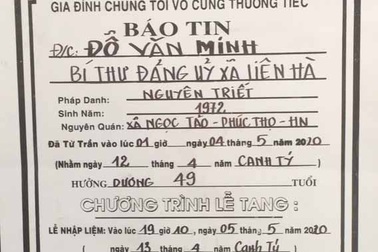 GIA ĐÌNH CHÚNG TÔI VÔ CÙNG THƯƠNG TIẾC
BÁO TIN
Đ/c: ĐỖ VĂN MINH
BÍ THƯ ĐẢNG UỶ XÃ LIÊN HÀ
Pháp Danh: NGUYÊN TRIẾT
Sinh Năm: 1972
Nguyên Quán: XÃ NGỌC TẢO - PHÚC THỌ - HN
Đã Từ Trần vào lúc 01 giờ ngày 04 tháng 5 năm 2020
(Nhằm ngày 12 tháng 4 năm CANH TÝ)
HƯỞNG DƯƠNG 49 TUỔI
CHƯƠNG TRÌNH LỄ TANG :
LỄ NHẬP LIỆM: Vào lúc 19 giờ 10, ngày 05 tháng 5 năm 2020
(Nhằm ngày 13 tháng 4 năm Canh Tý)